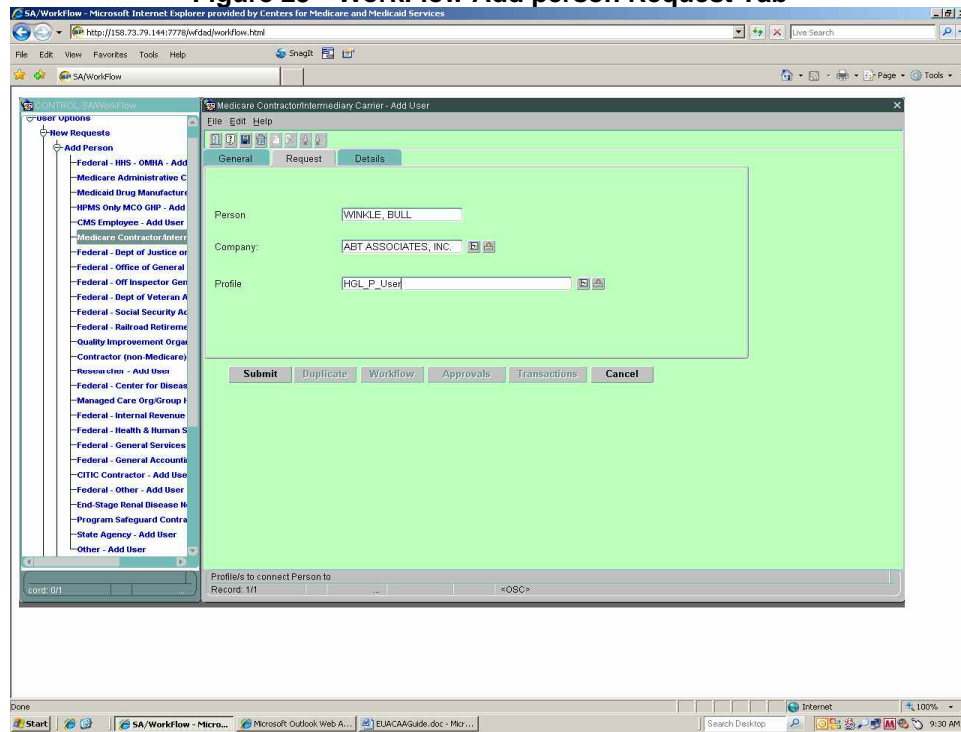 Figure 25 - WorkFlow Add person Request Tab
SA/WorkFlow - Microsoft Internet Explorer provided by Centers for Medicare and Medicaid Services
http://158.73.79.144:7778/wfdad/workflow.html
Live Search
File Edit View Favorites Tools Help
SnagIt
SA/WorkFlow
Page
Tools
CONTROL-SA/WorkFlow
User Options
New Requests
Add Person
Federal - HHS - OMHA - Add
Medicare Administrative C
Medicaid Drug Manufacture
HPMS Only MCO GHP - Add
CMS Employee - Add User
Medicare Contractor/Interr
Federal - Dept of Justice or
Federal - Office of General
Federal - Off Inspector Gen
Federal - Dept of Veteran A
Federal - Social Security Ac
Federal - Railroad Retireme
Quality Improvement Organ
Contractor (non-Medicare)
Researcher - Add User
Federal - Center for Diseas
Managed Care Org/Group H
Federal - Internal Revenue
Federal - Health & Human S
Federal - General Services
Federal - General Accounti
CITIC Contractor - Add Use
Federal - Other - Add User
End-Stage Renal Disease N
Program Safeguard Contra
State Agency - Add User
Other - Add User
cord: 0/1 ...
Medicare Contractor/Intermediary Carrier - Add User
File Edit Help
General Request Details
Person WINKLE, BULL
Company: ABT ASSOCIATES, INC.
Profile HGL_P_User
Submit Duplicate Workflow Approvals Transactions Cancel
Profile/s to connect Person to
Record: 1/1 ... <OSC>
Done
Internet
100%
Start
SA/WorkFlow - Micro...
Microsoft Outlook Web A...
EUACAAGuide.doc - Micr...
Search Desktop
9:30 AM